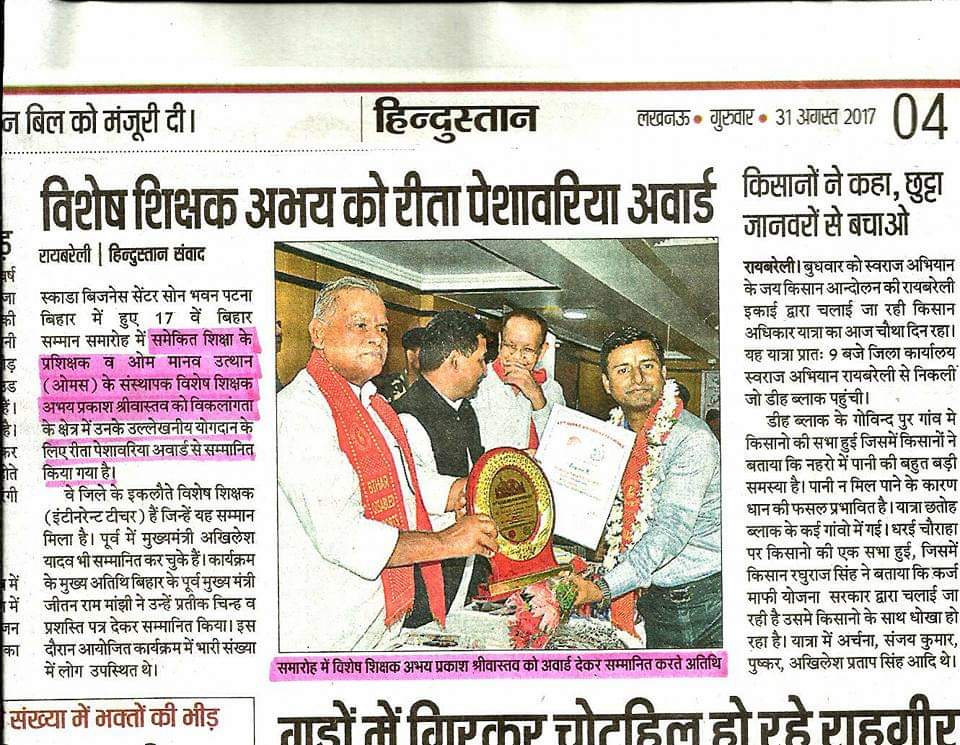 न बिल को मंजूरी दी।
हिन्दुस्तान
लखनऊ • गुरुवार • 31 अगस्त 2017
04
विशेष शिक्षक अभय को रीता पेशावरिया अवार्ड
रायबरेली | हिन्दुस्तान संवाद
स्काडा बिजनेस सेंटर सोन भवन पटना
बिहार में हुए 17 वें बिहार
सम्मान समारोह में समेकित शिक्षा के
प्रशिक्षक व ओम मानव उत्थान
(ओमस) के संस्थापक विशेष शिक्षक
अभय प्रकाश श्रीवास्तव को विकलांगता
के क्षेत्र में उनके उल्लेखनीय योगदान के
लिए रीता पेशावरिया अवार्ड से सम्मानित
किया गया है।
वे जिले के इकलौते विशेष शिक्षक
(इंटीनरेन्ट टीचर) हैं जिन्हें यह सम्मान
मिला है। पूर्व में मुख्यमंत्री अखिलेश
यादव भी सम्मानित कर चुके हैं। कार्यक्रम
के मुख्य अतिथि बिहार के पूर्व मुख्य मंत्री
जीतन राम मांझी ने उन्हें प्रतीक चिन्ह व
प्रशस्ति पत्र देकर सम्मानित किया। इस
दौरान आयोजित कार्यक्रम में भारी संख्या
में लोग उपस्थित थे।
BIHAR
समारोह में विशेष शिक्षक अभय प्रकाश श्रीवास्तव को अवार्ड देकर सम्मानित करते अतिथि
किसानों ने कहा, छुट्टा
जानवरों से बचाओ
रायबरेली। बुधवार को स्वराज अभियान
के जय किसान आन्दोलन की रायबरेली
इकाई द्वारा चलाई जा रही किसान
अधिकार यात्रा का आज चौथा दिन रहा।
यह यात्रा प्रातः 9 बजे जिला कार्यालय
स्वराज अभियान रायबरेली से निकली
जो डीह ब्लाक पहुंची।
डीह ब्लाक के गोविन्द पुर गांव मे
किसानो की सभा हुई जिसमें किसानों ने
बताया कि नहरो में पानी की बहुत बड़ी
समस्या है। पानी न मिल पाने के कारण
धान की फसल प्रभावित है। यात्रा छतोह
ब्लाक के कई गांवो में गई। धरई चौराहा
पर किसानो की एक सभा हुई, जिसमें
किसान रघुराज सिंह ने बताया कि कर्ज
माफी योजना सरकार द्वारा चलाई जा
रही है उसमे किसानो के साथ धोखा हो
रहा है। यात्रा में अर्चना, संजय कुमार,
पुष्कर, अखिलेश प्रताप सिंह आदि थे।
संख्या में भक्तों की भीड़
गड्ढों में गिरकर चोटहिल हो रहे राहगीर